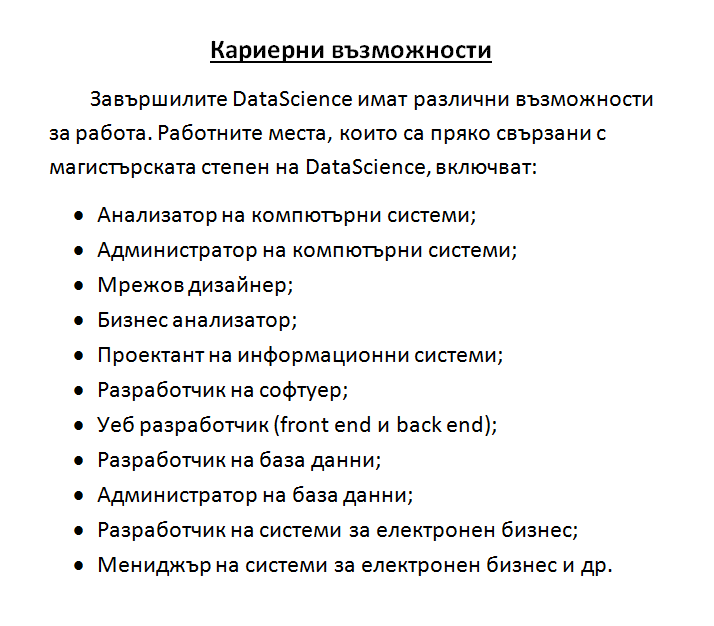 Кариерни възможности
Завършилите DataScience имат различни възможности
за работа. Работните места, които са пряко свързани с
магистърската степен на DataScience, включват:
• Анализатор на компютърни системи;
• Администратор на компютърни системи;
• Мрежов дизайнер;
• Бизнес анализатор;
• Проектант на информационни системи;
• Разработчик на софтуер;
• Уеб разработчик (front end и back end);
• Разработчик на база данни;
• Администратор на база данни;
• Разработчик на системи за електронен бизнес;
• Мениджър на системи за електронен бизнес и др.